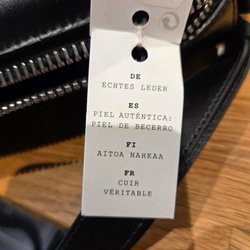 DE
ECHTES LEDER
ES
PIEL AUTÉNTICA:
PIEL DE BECERRO
FI
AITOA NAHKAA
FR
CUIR
VÉRITABLE